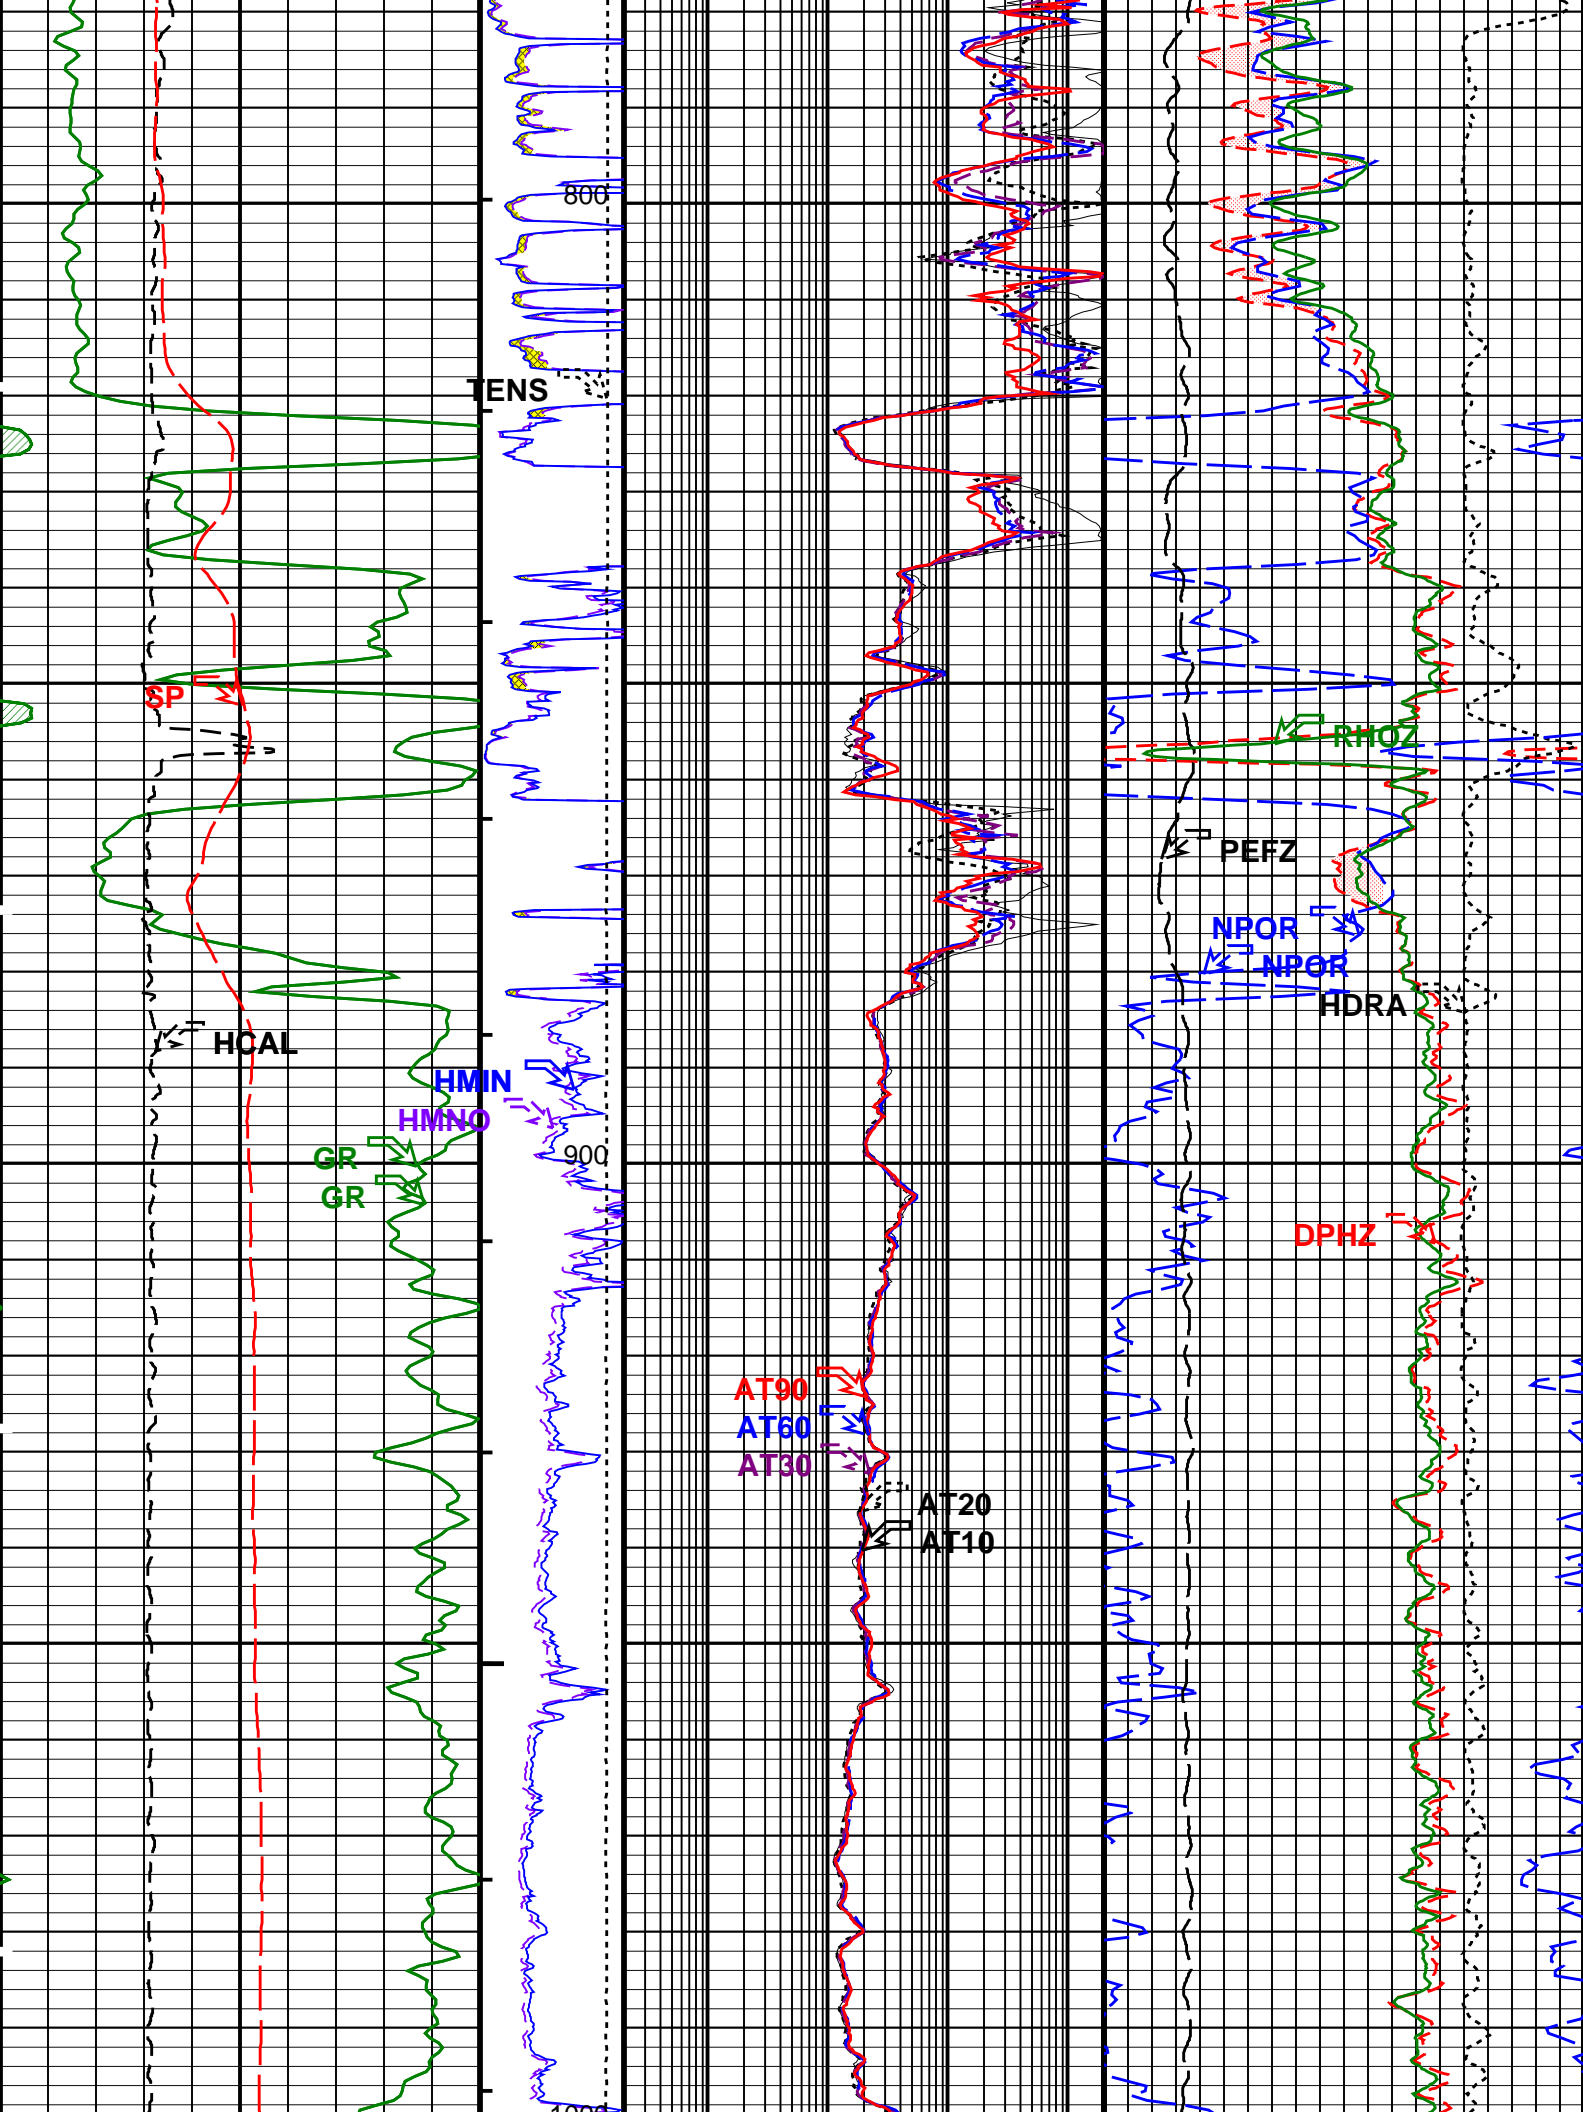 800
TENS
SP
RHOZ
PEFZ
NPOR
NPOR
HDRA
HCAL
HMIN
HMNO
900
GR
GR
DPHZ
AT90
AT60
AT30
AT20
AT10
1000